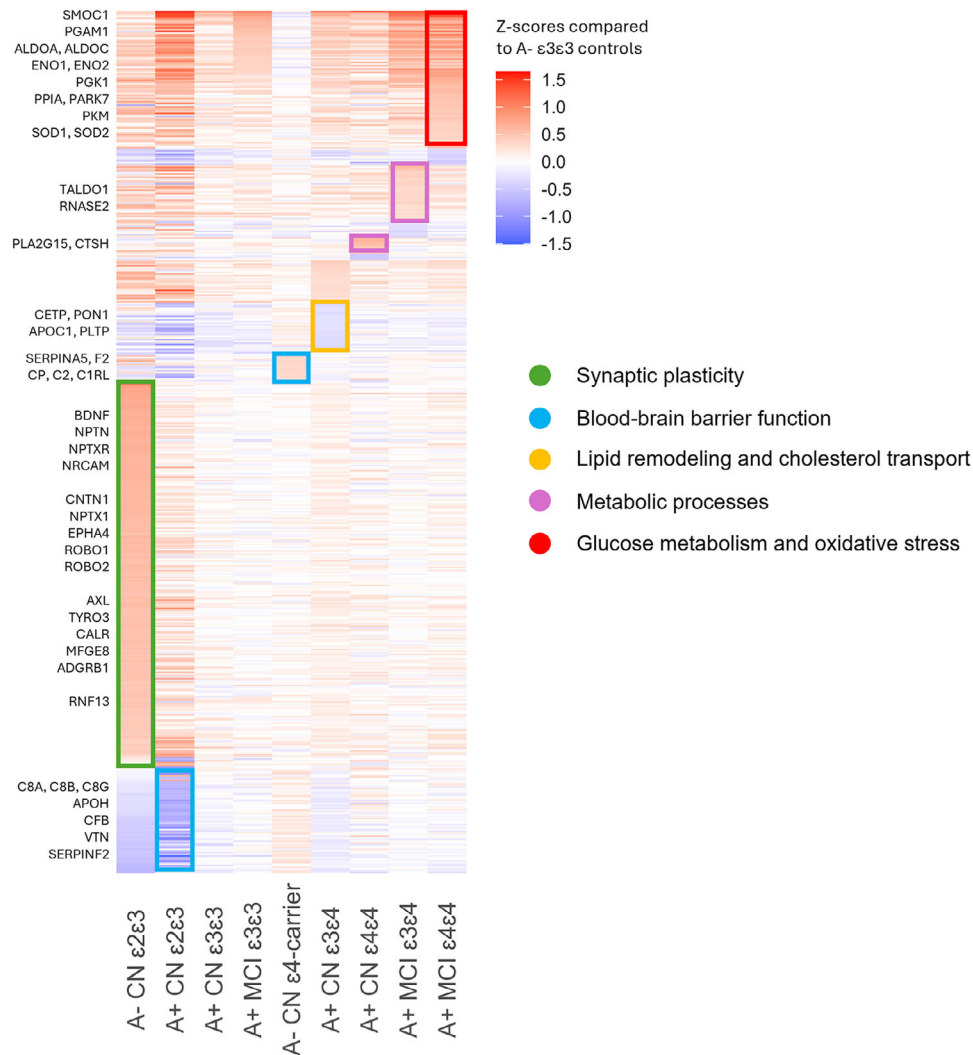 SMOC1
PGAM1
ALDOA, ALDOC
ENO1, ENO2
PGK1
PPIA, PARK7
PKM
SOD1, SOD2
TALDO1
RNASE2
PLA2G15, CTSH
CETP, PON1
APOC1, PLTP
SERPINA5, F2
CP, C2, C1RL
BDNF
NPTN
NPTXR
NRCAM
CNTN1
NPTX1
EPHA4
ROBO1
ROBO2
AXL
TYRO3
CALR
MFGE8
ADGRB1
RNF13
C8A, C8B, C8G
APOH
CFB
VTN
SERPINF2
A- CN ε2ε3
A+ CN ε2ε3
A+ CN ε3ε3
A+ MCI ε3ε3
A- CN ε4-carrier
A+ CN ε3ε4
A+ CN ε4ε4
A+ MCI ε3ε4
A+ MCI ε4ε4
Z-scores compared
to A- ε3ε3 controls
1.5
1.0
0.5
0.0
-0.5
-1.0
-1.5
Synaptic plasticity
Blood-brain barrier function
Lipid remodeling and cholesterol transport
Metabolic processes
Glucose metabolism and oxidative stress